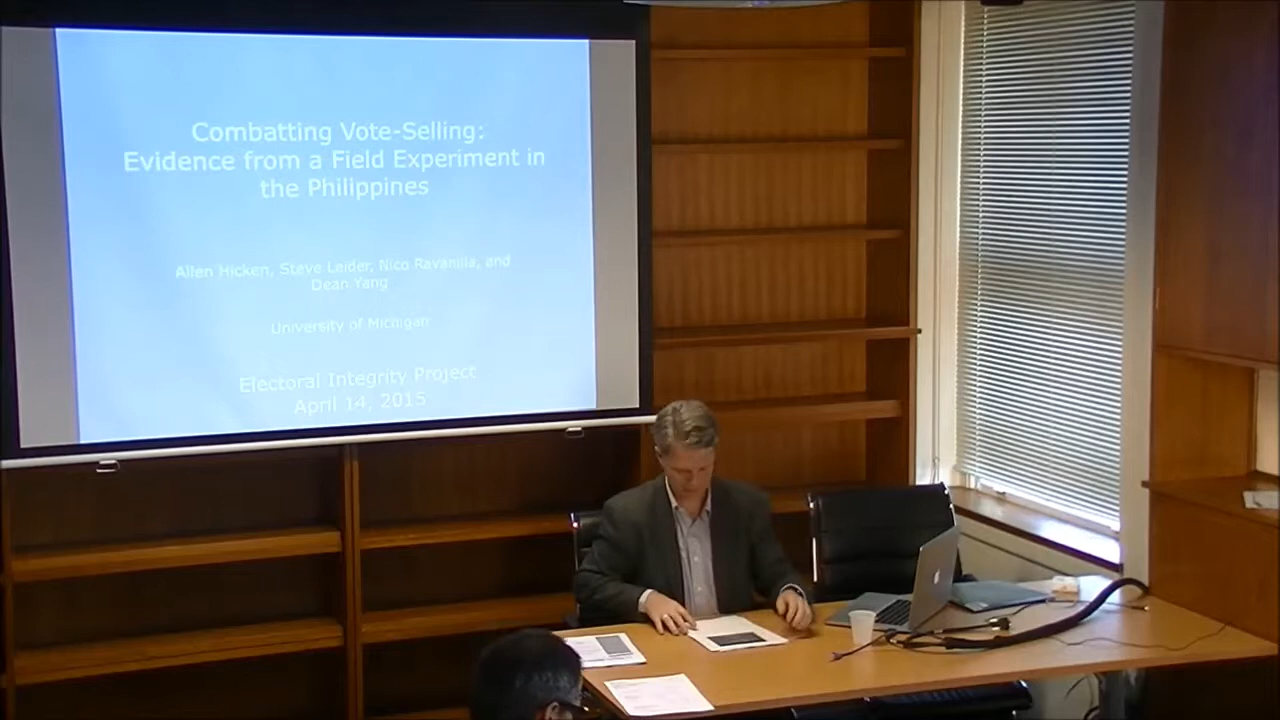 Combatting Vote-Selling:
Evidence from a Field Experiment in
the Philippines
Allen Hicken, Steve Leider, Nico Ravanilla, and
Dean Yang
University of Michigan
Electoral Integrity Project
April 14, 2015